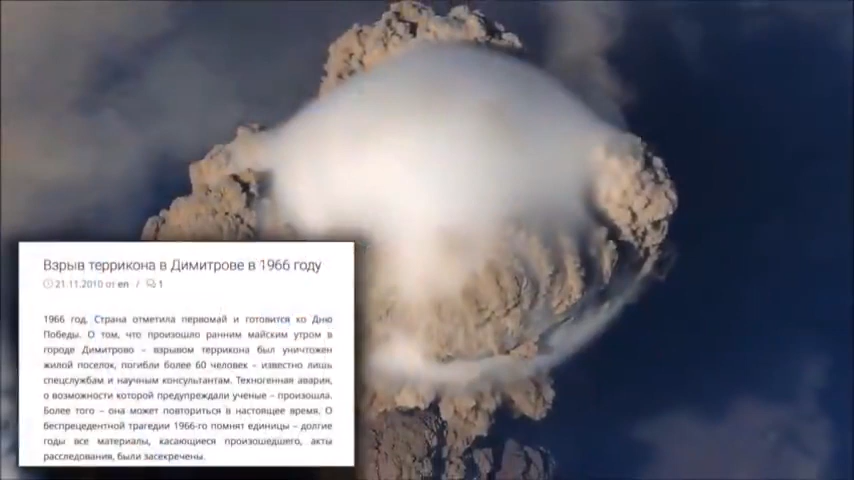 Взрыв террикона в Димитрове в 1966 году
21.11.2010 от en / 1
1966 год. Страна отметила первомай и готовится ко Дню
Победы. О том, что произошло ранним майским утром в
городе Димитрово – взрывом террикона был уничтожен
жилой поселок, погибли более 60 человек – известно лишь
спецслужбам и научным консультантам. Техногенная авария,
о возможности которой предупреждали ученые – произошла.
Более того – она может повториться в настоящее время. О
беспрецедентной трагедии 1966-го помнят единицы – долгие
годы все материалы, касающиеся произошедшего, акты
расследования, были засекречены.